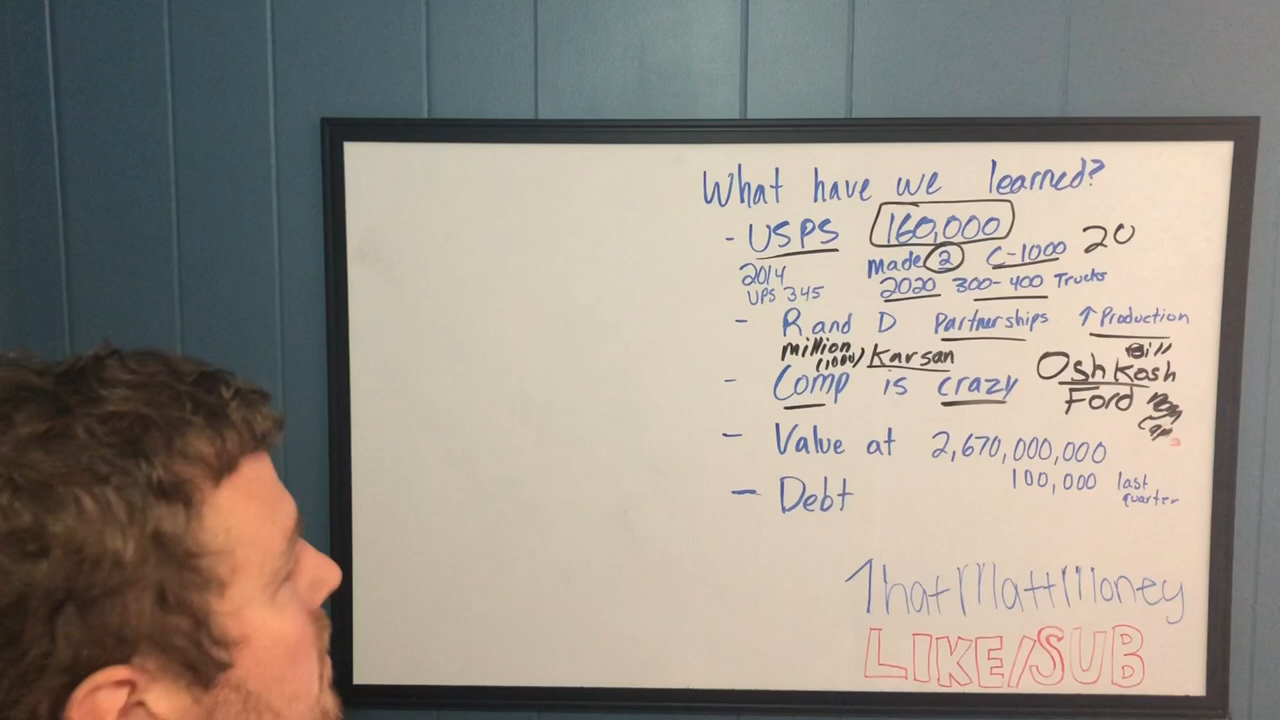 What have we learned?
- USPS 160,000
Made 2 C-1000 20
2014
UPS 345
2020 300-400 Trucks
- R and D Partnerships ↑ Production
million
(1000) Karsan
Bill
OshKosh
- Comp is crazy
Ford
- Value at 2,670,000,000
100,000 last
quarter
- Debt
ThatMattMoney
LIKE/SUB